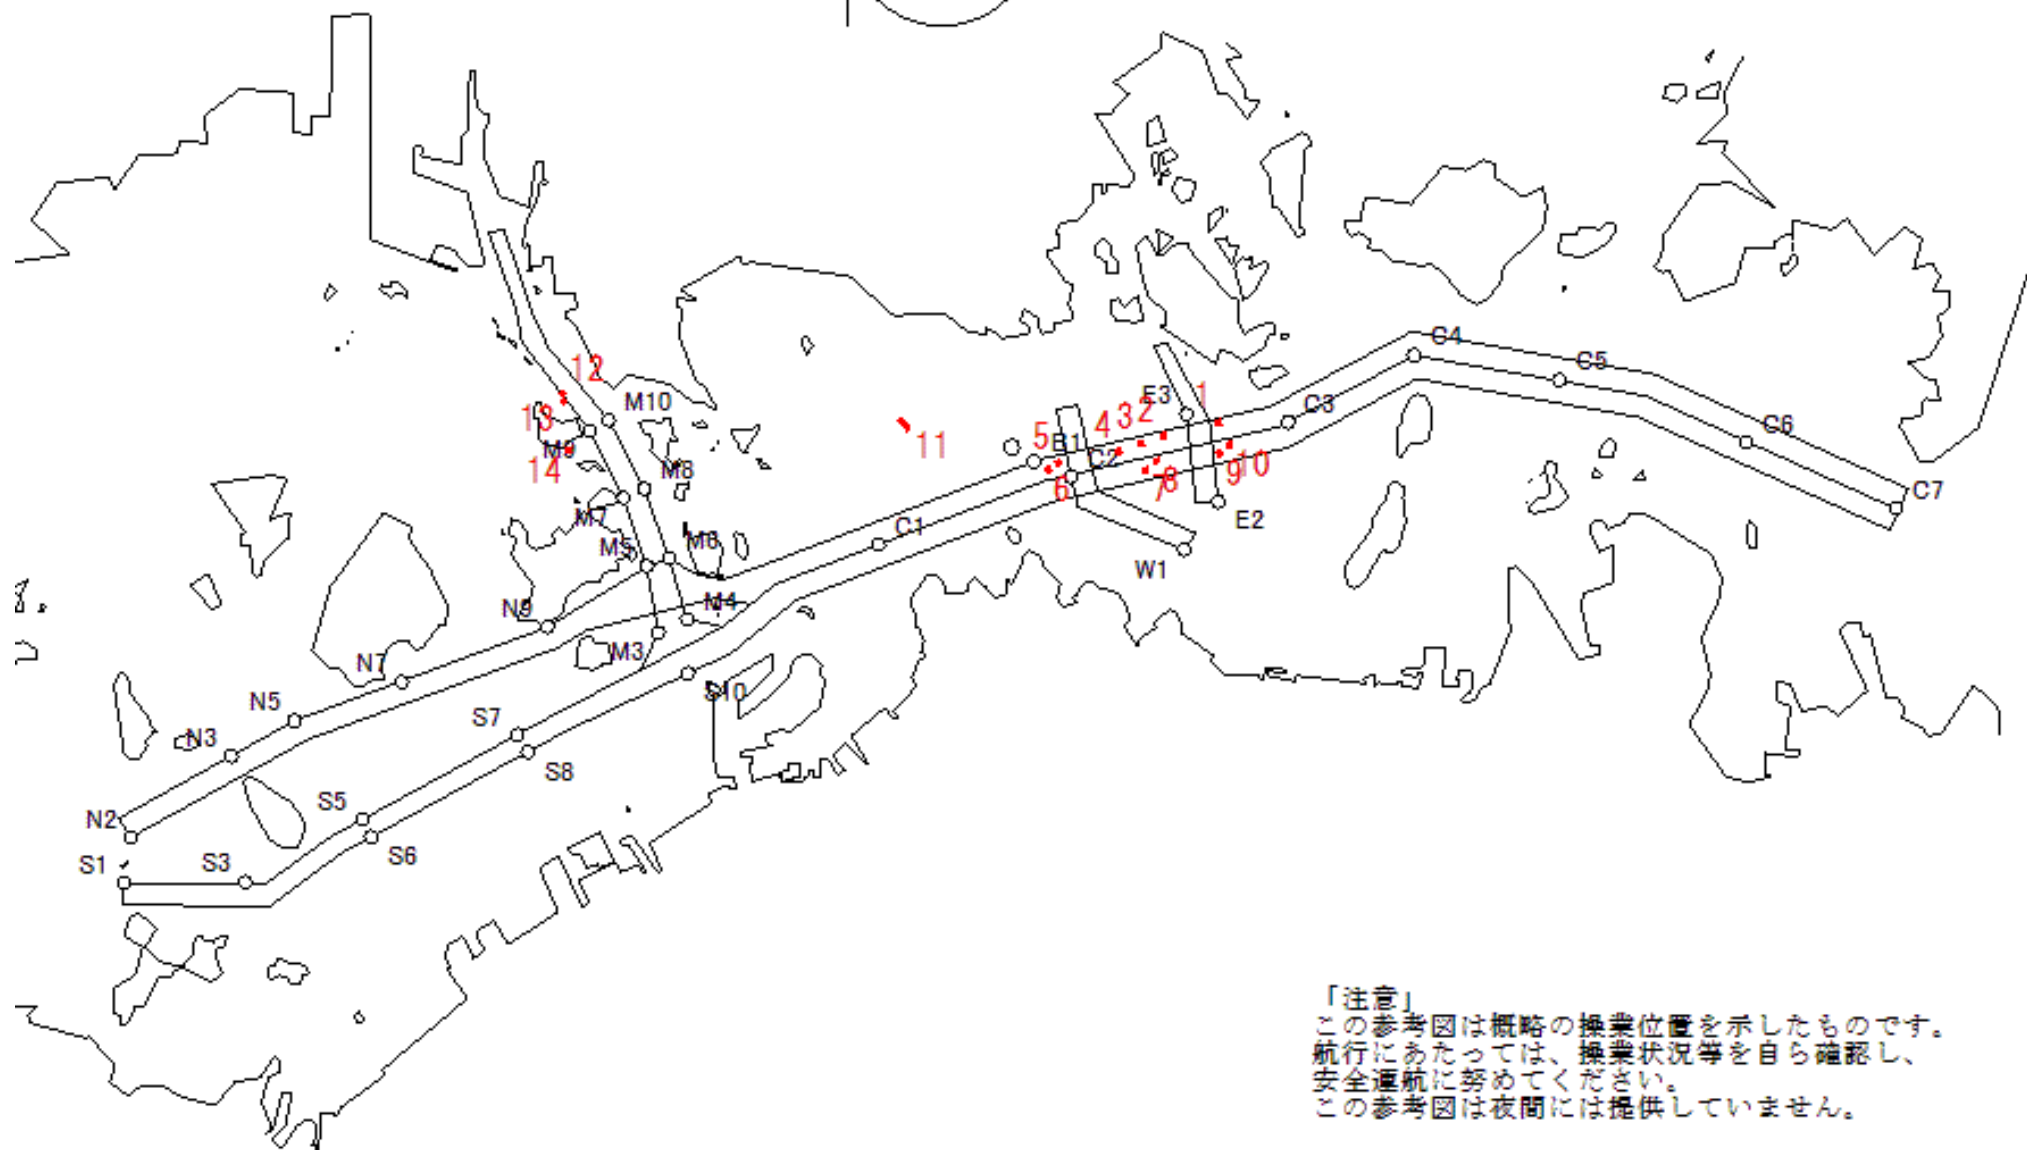 C4
C5
12
M10
E3
1
C3
13
11
5
B1
4
3
2
C6
M9
14
M8
C2
6
7
8
9
10
C7
M7
E2
C1
M5
M6
W1
N9
M4
M3
N7
S10
N5
S7
N3
S8
N2
S5
S1
S3
S6
「注意」
この参考図は概略の操業位置を示したものです。
航行にあたっては、操業状況等を自ら確認し、
安全運航に努めてください。
この参考図は夜間には提供していません。